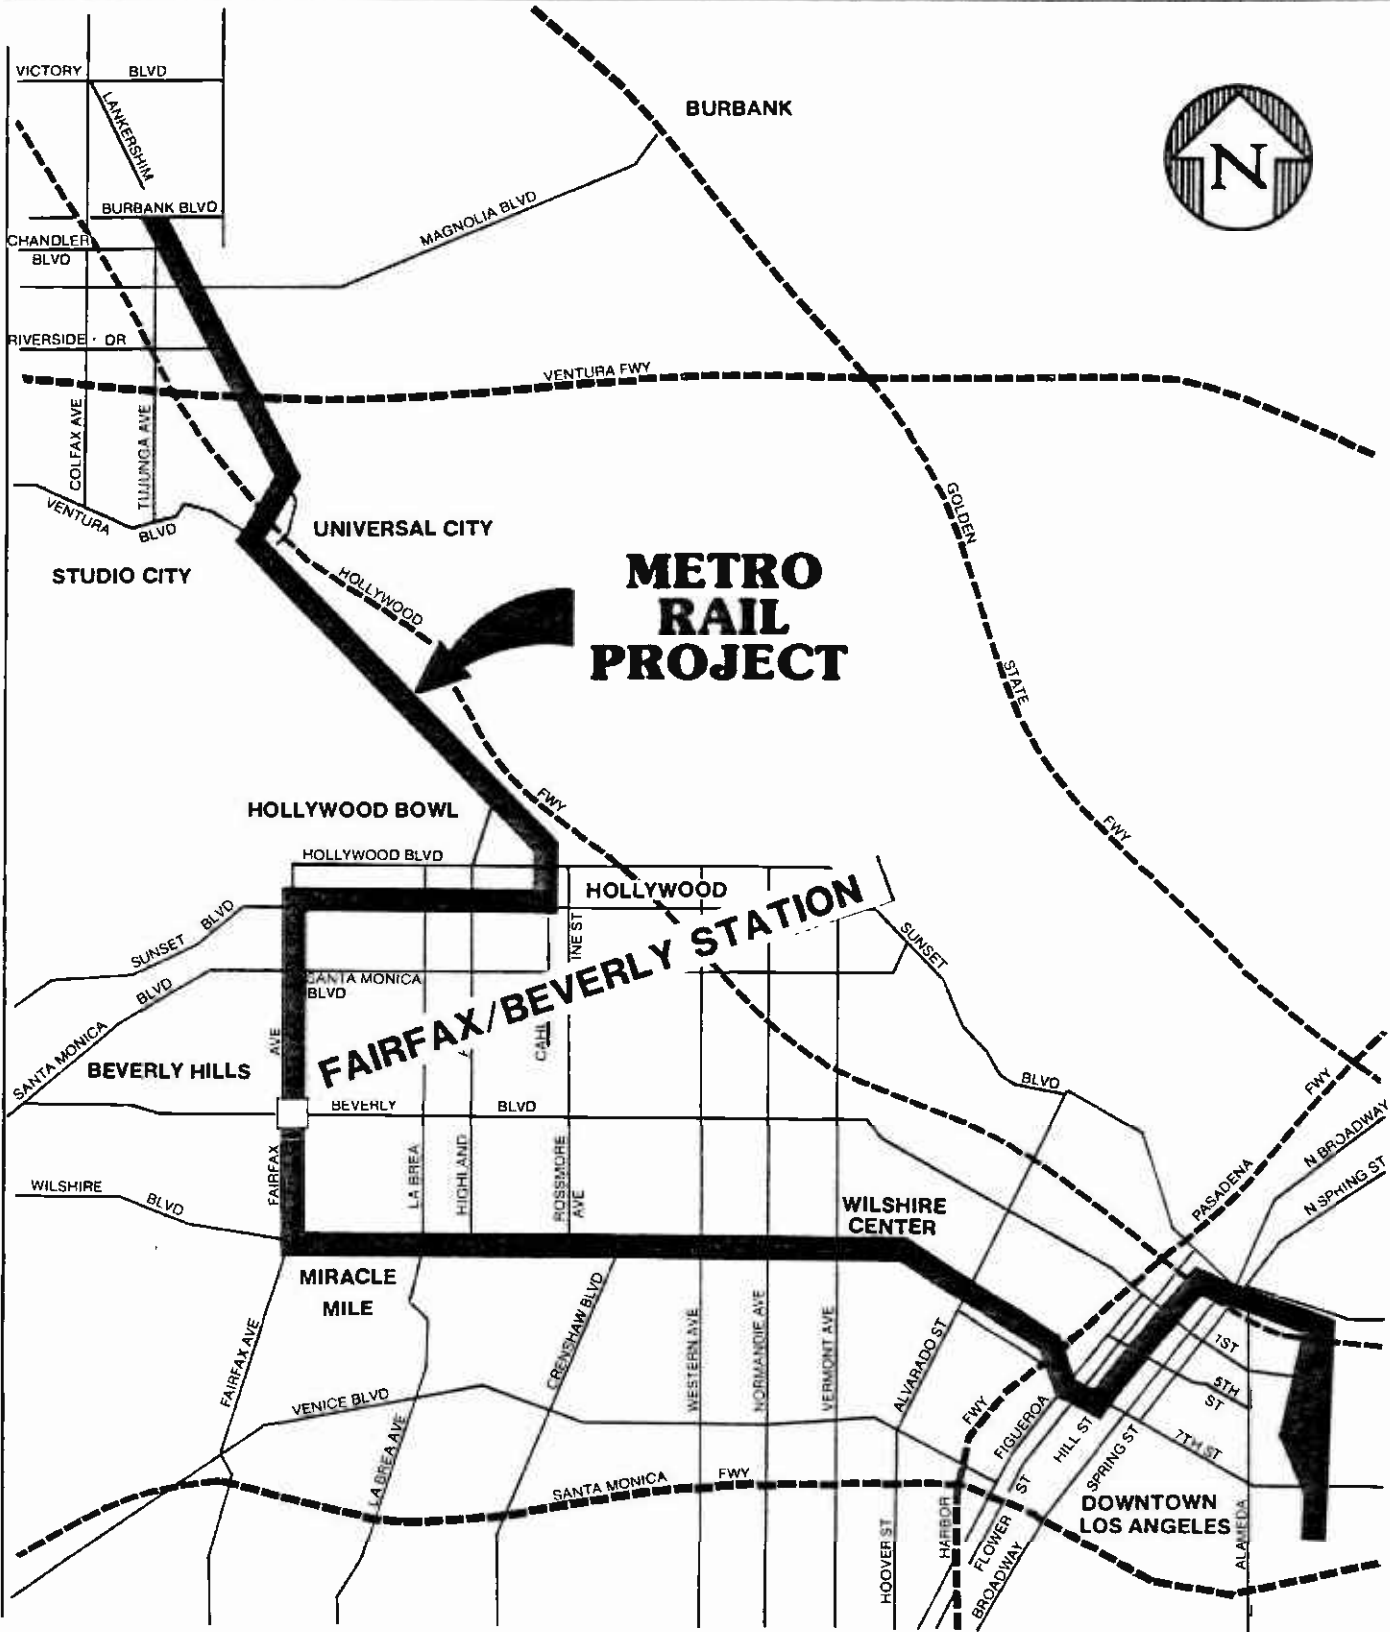 VICTORY BLVD
LANKERSHIM
BURBANK
N
BURBANK BLVD
MAGNOLIA BLVD
CHANDLER
BLVD
RIVERSIDE DR
VENTURA FWY
COLFAX AVE
TUJUNGA AVE
VENTURA BLVD
GOLDEN
STATE
FWY
UNIVERSAL CITY
STUDIO CITY
HOLLYWOOD
FWY
METRO
RAIL
PROJECT
HOLLYWOOD BOWL
HOLLYWOOD BLVD
HOLLYWOOD
FAIRFAX/BEVERLY STATION
SUNSET BLVD
SUNSET
BLVD
INE ST
SANTA MONICA
BLVD
SANTA MONICA BLVD
AVE
CAH
BEVERLY HILLS
BEVERLY BLVD
FAIRFAX
LA BREA
HIGHLAND
ROSSMORE
AVE
WILSHIRE BLVD
WILSHIRE
CENTER
PASADENA
FWY
N BROADWAY
N SPRING ST
MIRACLE
MILE
FAIRFAX AVE
CRENSHAW BLVD
WESTERN AVE
NORMANDIE AVE
VERMONT AVE
ALVARADO ST
1ST
5TH
ST
7TH ST
VENICE BLVD
LA BREA AVE
FWY
FIGUEROA
ST
HILL ST
SPRING ST
SANTA MONICA FWY
DOWNTOWN
LOS ANGELES
HOOVER ST
HARBOR
FLOWER
BROADWAY
ALAMEDA